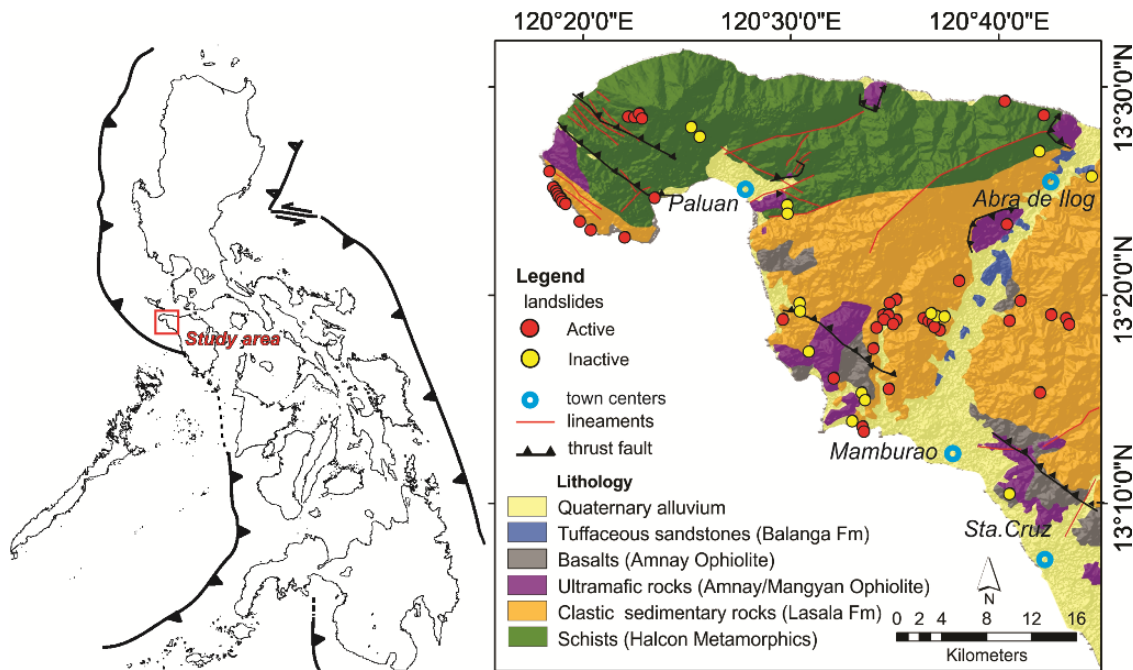 120°20'0"E
120°30'0"E
120°40'0"E
13°30'0"N
13°20'0"N
13°10'0"N
Study area
Paluan
Abra de Ilog
Mamburao
Sta.Cruz
Legend
landslides
Active
Inactive
town centers
lineaments
thrust fault
Lithology
Quaternary alluvium
Tuffaceous sandstones (Balanga Fm)
Basalts (Amnay Ophiolite)
Ultramafic rocks (Amnay/Mangyan Ophiolite)
Clastic sedimentary rocks (Lasala Fm)
Schists (Halcon Metamorphics)
N
0 2 4 8 12 16
Kilometers